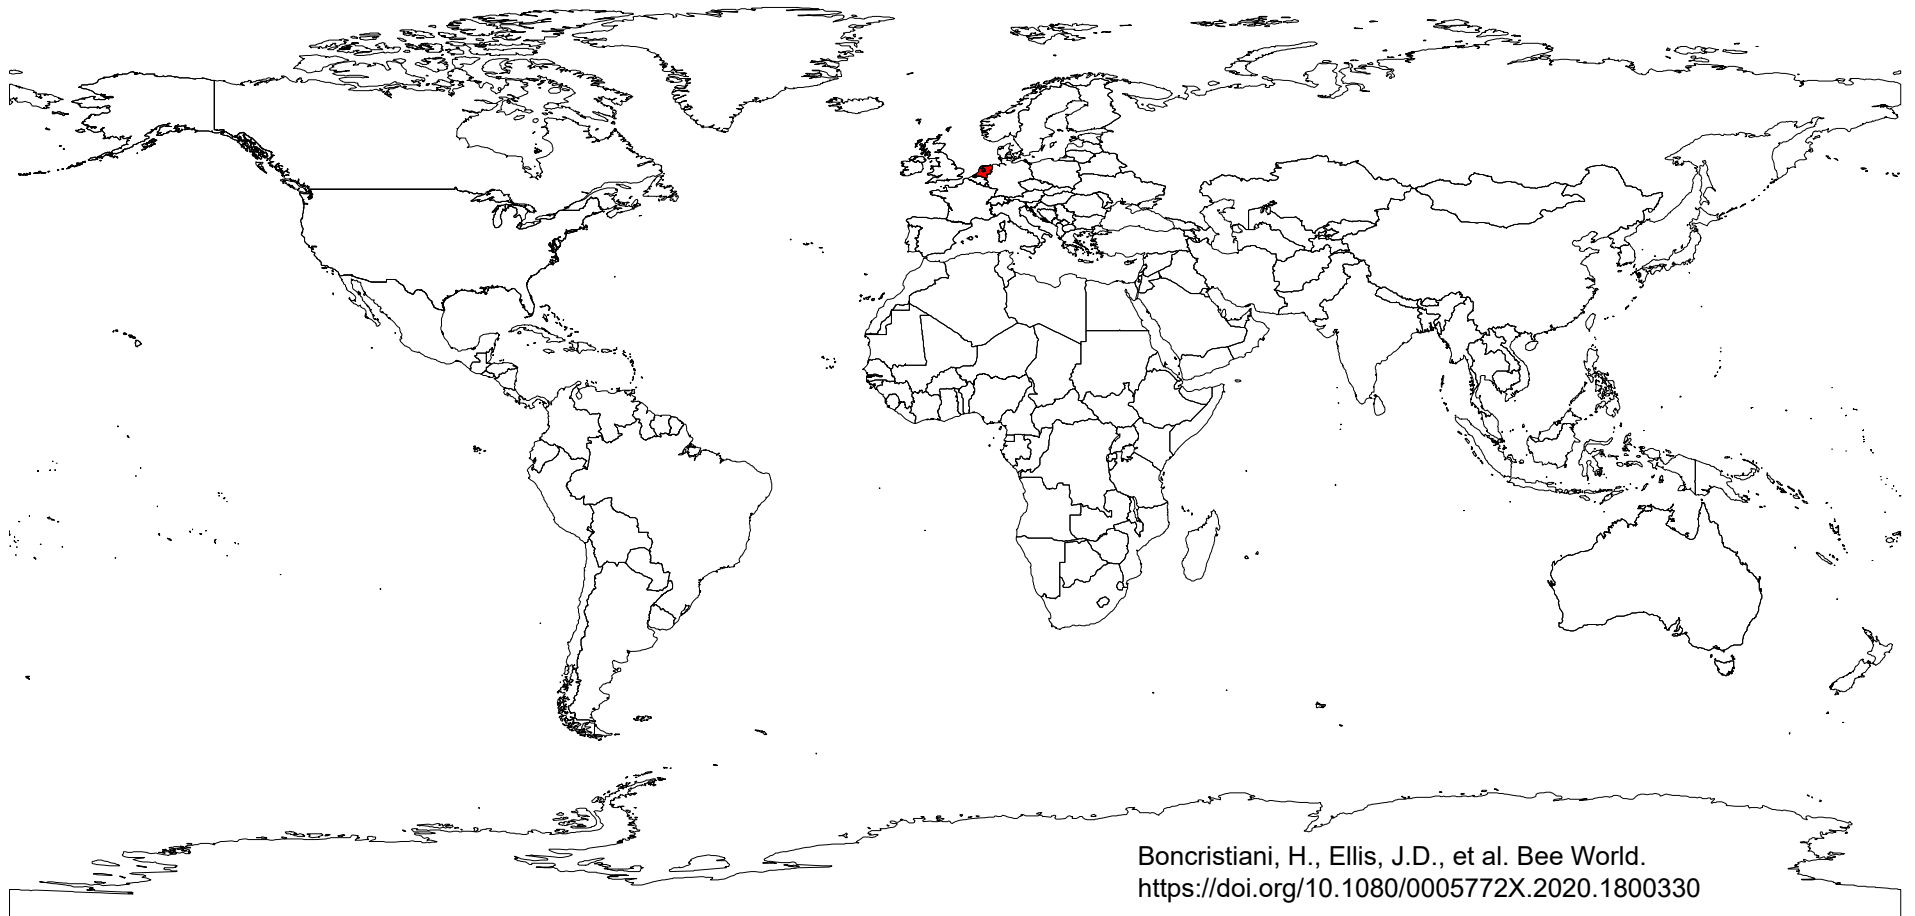 Boncristiani, H., Ellis, J.D., et al. Bee World.
https://doi.org/10.1080/0005772X.2020.1800330